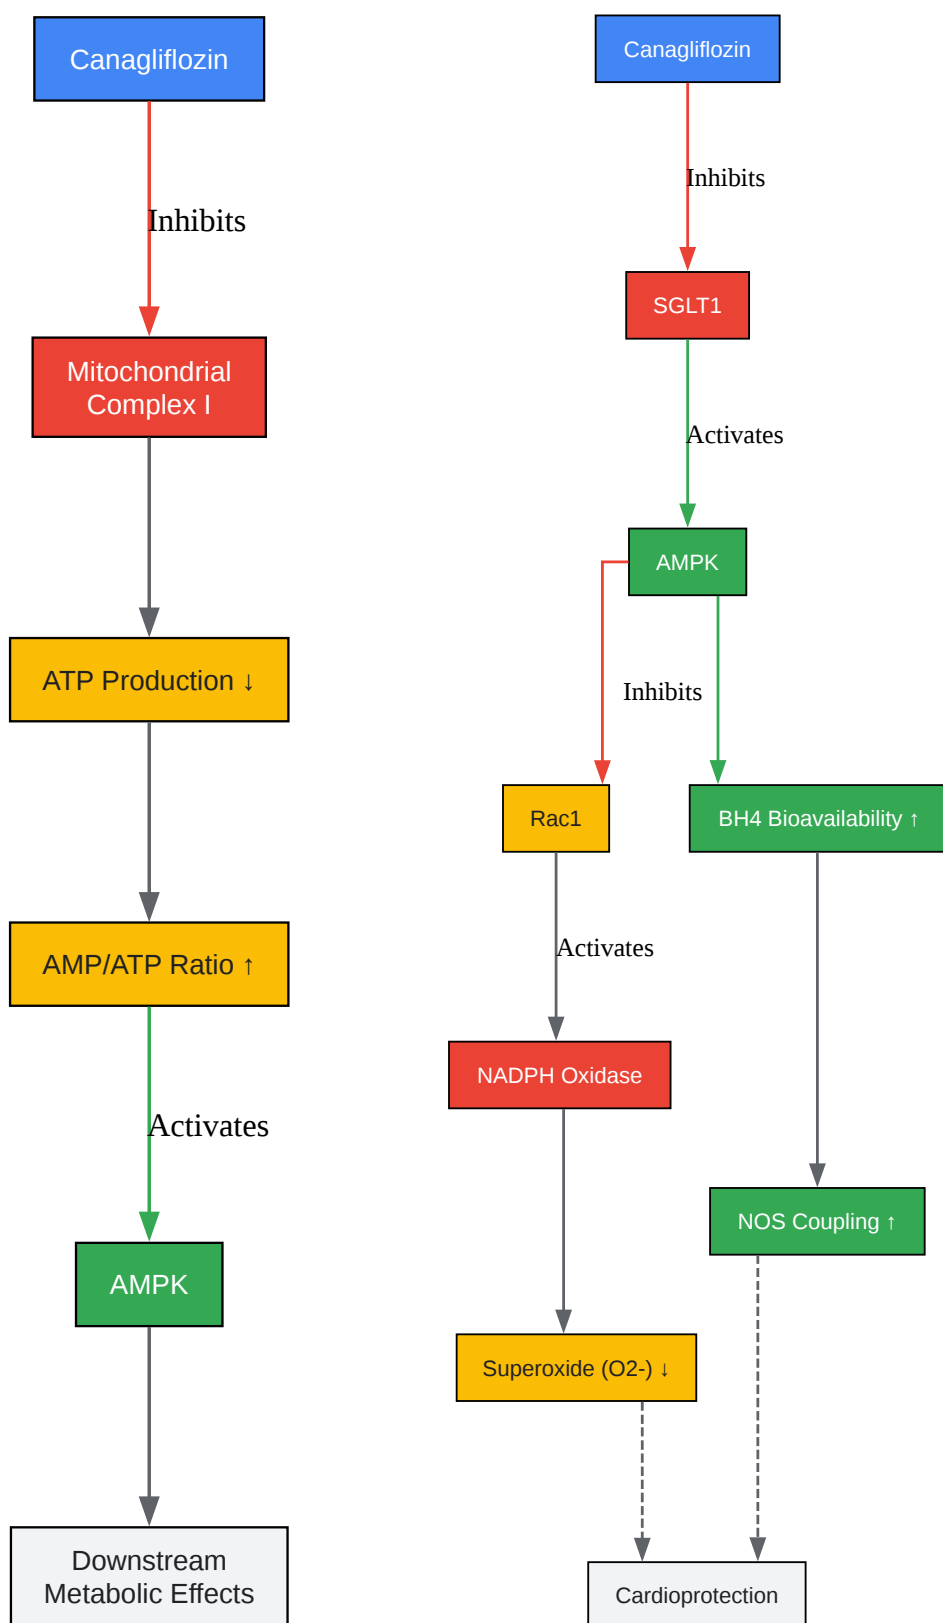 Canagliflozin
Inhibits
Mitochondrial
Complex I
ATP Production ↓
AMP/ATP Ratio ↑
Activates
AMPK
Downstream
Metabolic Effects
Canagliflozin
Inhibits
SGLT1
Activates
AMPK
Inhibits
Rac1
BH4 Bioavailability ↑
Activates
NADPH Oxidase
NOS Coupling ↑
Superoxide (O2-) ↓
Cardioprotection